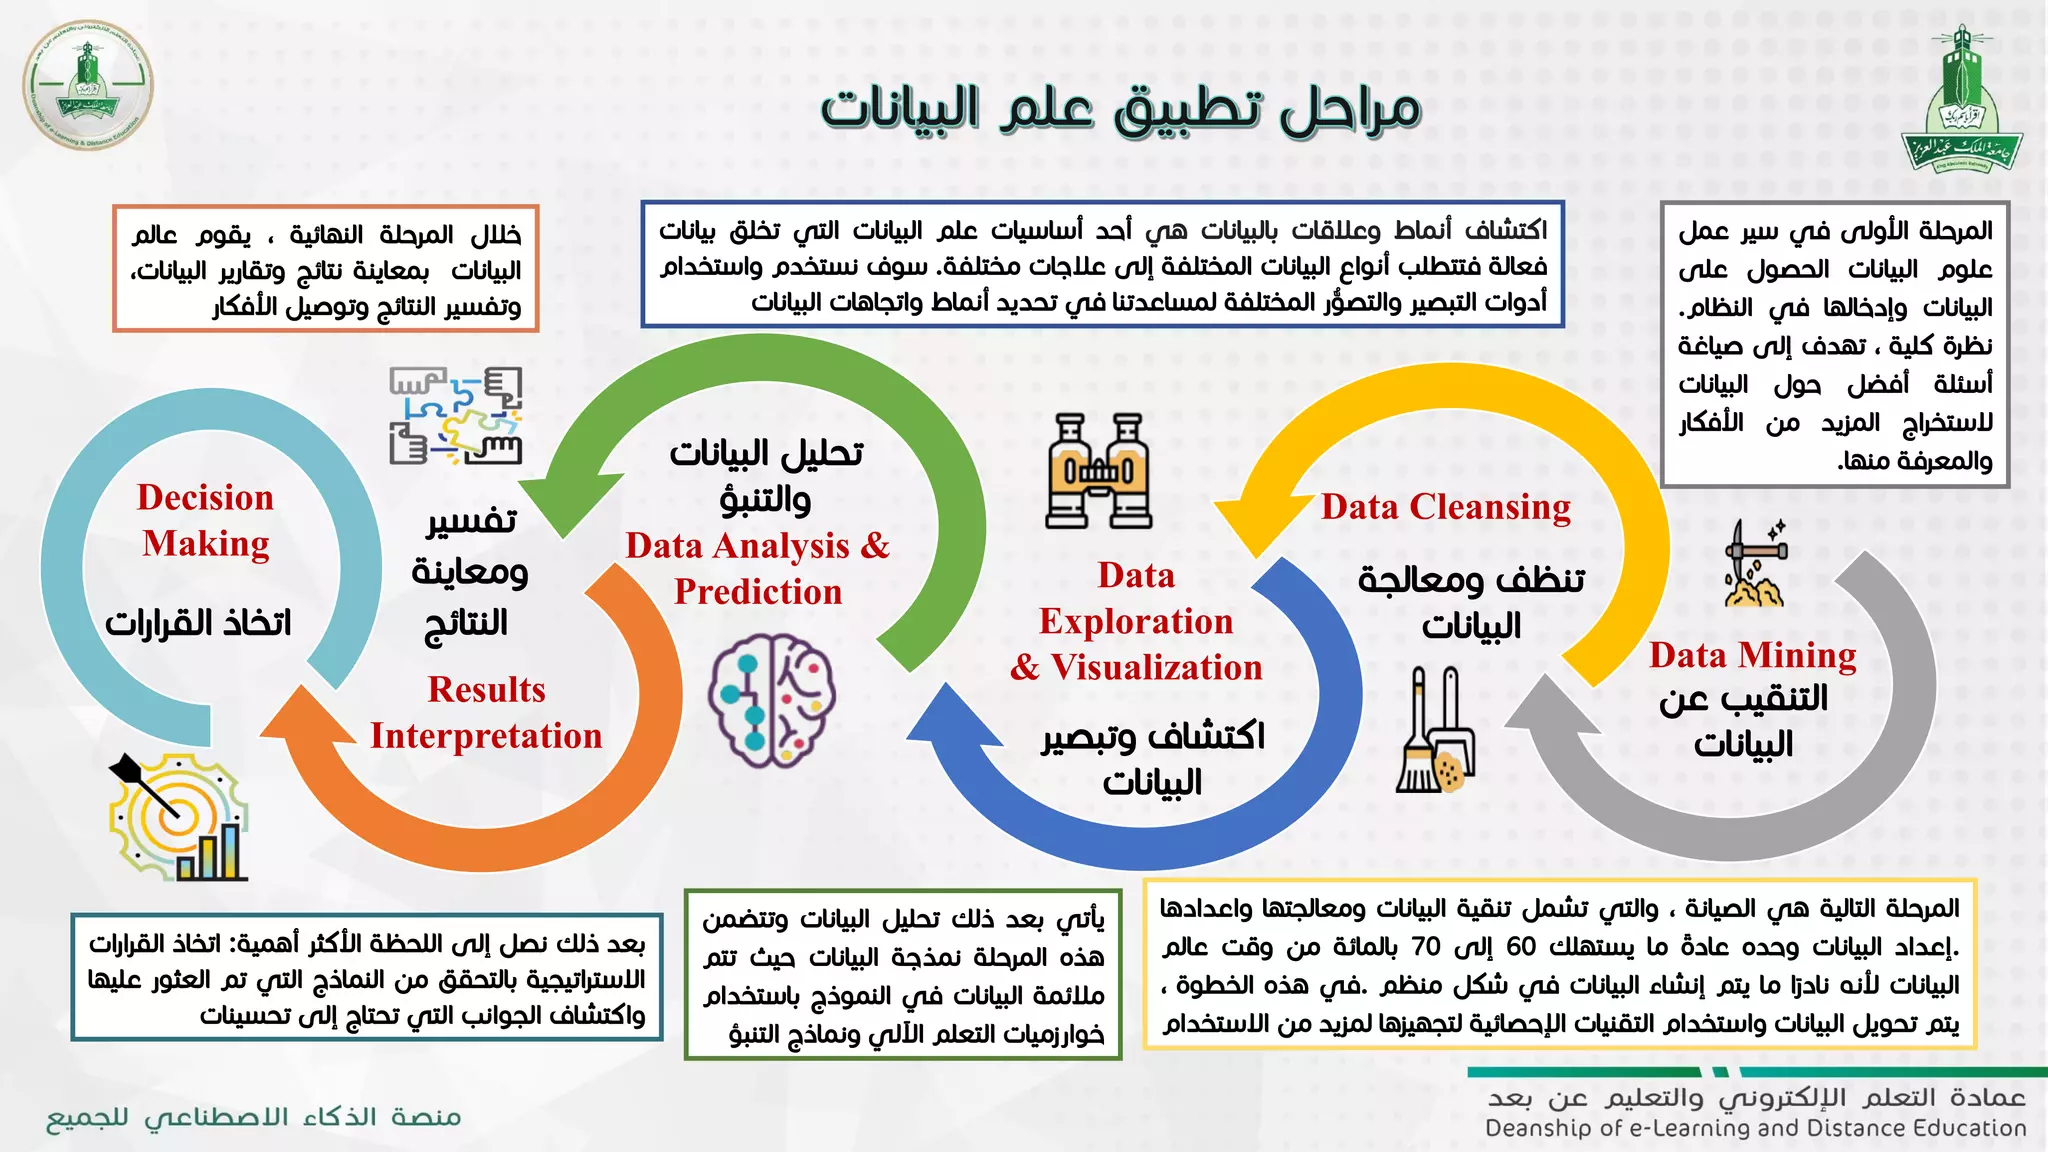 مراحل تطبيق علم البيانات
جامعة الملك عبدالعزيز
المرحلة الأولى في سير عمل
علوم البيانات الحصول على
البيانات وإدخالها في النظام.
نظرة كلية ، تهدف إلى صياغة
أسئلة أفضل حول البيانات
لاستخراج المزيد من الأفكار
والمعرفة منها.
اكتشاف أنماط وعلاقات بالبيانات هي أحد أساسيات علم البيانات التي تخلق بيانات
فعالة فتتطلب أنواع البيانات المختلفة إلى علاجات مختلفة. سوف نستخدم واستخدام
أدوات التبصير والتصوُّر المختلفة لمساعدتنا في تحديد أنماط واتجاهات البيانات
خلال المرحلة النهائية ، يقوم عالم
البيانات بمعاينة نتائج وتقارير البيانات،
وتفسير النتائج وتوصيل الأفكار
Data Mining
التنقيب عن
البيانات
Data Cleansing
تنظف ومعالجة
البيانات
Data
Exploration
& Visualization
اكتشاف وتبصير
البيانات
تحليل البيانات
والتنبؤ
Data Analysis &
Prediction
تفسير
ومعاينة
النتائج
Results
Interpretation
Decision
Making
اتخاذ القرارات
المرحلة التالية هي الصيانة ، والتي تشمل تنقية البيانات ومعالجتها واعدادها
.إعداد البيانات وحده عادةً ما يستهلك 60 إلى 70 بالمائة من وقت عالم
البيانات لأنه نادرًا ما يتم إنشاء البيانات في شكل منظم .في هذه الخطوة ،
يتم تحويل البيانات واستخدام التقنيات الإحصائية لتجهيزها لمزيد من الاستخدام
يأتي بعد ذلك تحليل البيانات وتتضمن
هذه المرحلة نمذجة البيانات حيث تتم
ملائمة البيانات في النموذج باستخدام
خوارزميات التعلم الآلي ونماذج التنبؤ
بعد ذلك نصل إلى اللحظة الأكثر أهمية: اتخاذ القرارات
الاستراتيجية بالتحقق من النماذج التي تم العثور عليها
واكتشاف الجوانب التي تحتاج إلى تحسينات
عمادة التعلم الإلكتروني والتعليم عن بعد
Deanship of e-Learning and Distance Education
منصة الذكاء الاصطناعي للجميع